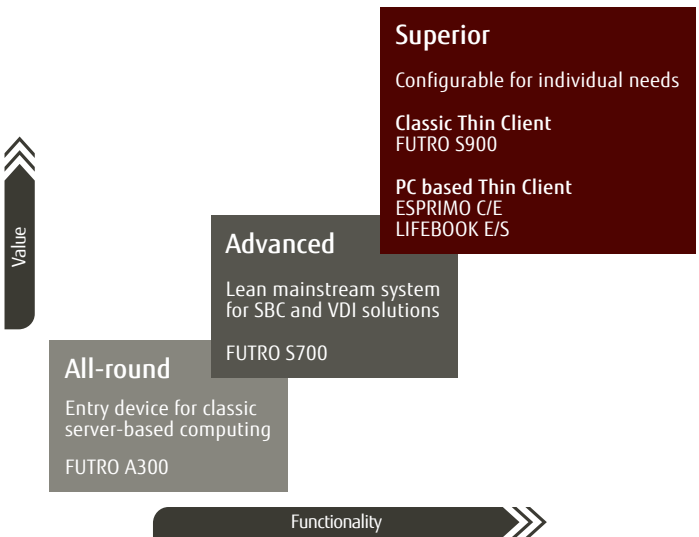 Superior
Configurable for individual needs
Classic Thin Client
FUTRO S900
PC based Thin Client
ESPRIMO C/E
LIFEBOOK E/S
Value
Advanced
Lean mainstream system
for SBC and VDI solutions
FUTRO S700
All-round
Entry device for classic
server-based computing
FUTRO A300
Functionality